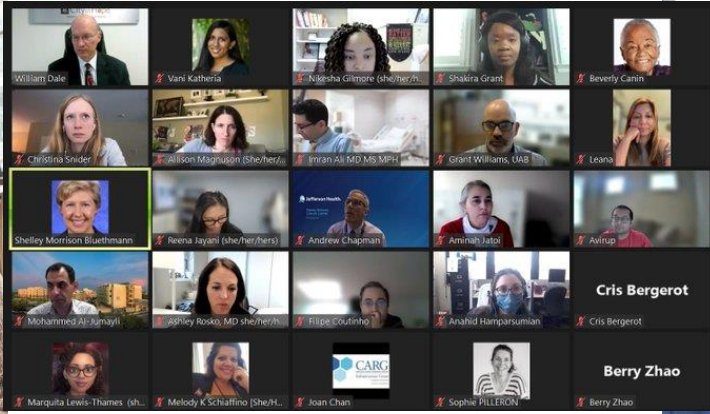 William Dale
Vani Katheria
Nikesha Gilmore (she/her/h...
Shakira Grant
Beverly Canin
Christina Snider
Allison Magnuson (She/her/...
Imran Ali MD MS MPH
Grant Williams, UAB
Leana
Shelley Morrison Bluethmann
Reena Jayani (she/her/hers)
Jefferson Health
Andrew Chapman
Aminah Jatoi
Avirup
Mohammed Al-Jumayli
Ashley Rosko, MD she/her/h...
Filipe Coutinho
Anahid Hamparsumian
Cris Bergerot
Cris Bergerot
Marquita Lewis-Thames (sh...
Melody K Schiaffino [She/H...
CARG
Joan Chan
Sophie PILLERON
Berry Zhao
Berry Zhao